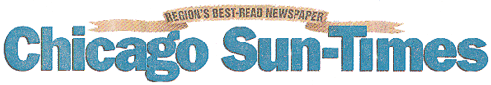 REGION'S BEST-READ NEWSPAPER
Chicago Sun-Times